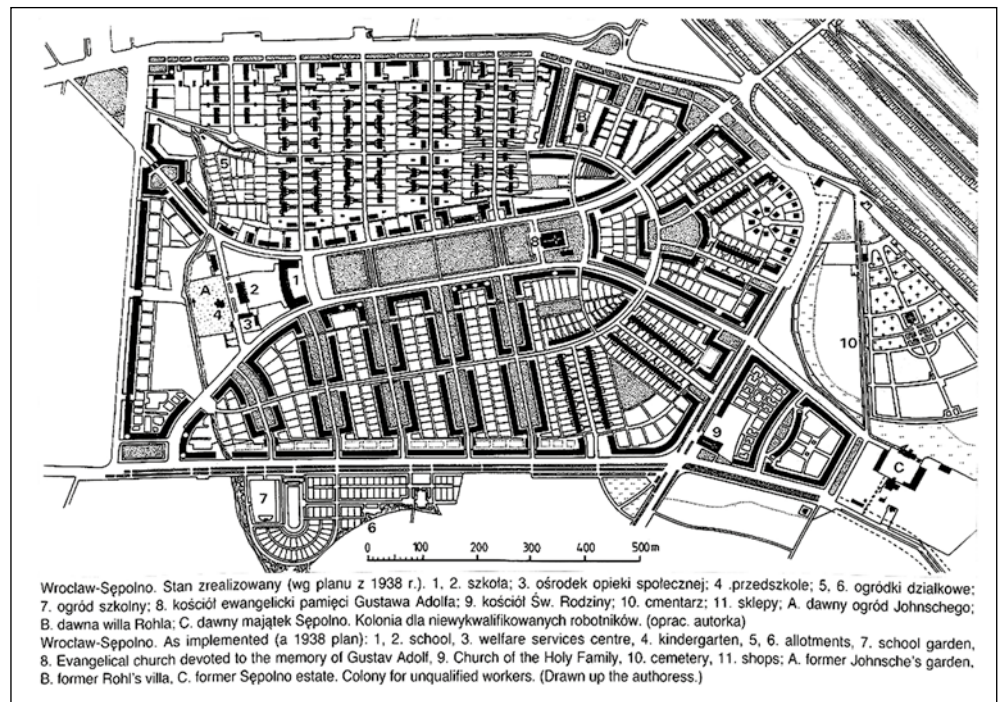 5
B
8
1
2
A
4
3
10
9
C
7
6
0 100 200 300 400 500m
Wrocław-Sępolno. Stan zrealizowany (wg planu z 1938 r.). 1, 2. szkoła; 3. ośrodek opieki społecznej; 4 .przedszkole; 5, 6. ogródki działkowe;
7. ogród szkolny; 8. kościół ewangelicki pamięci Gustawa Adolfa; 9. kościół Św. Rodziny; 10. cmentarz; 11. sklepy; A. dawny ogród Johnschego;
B. dawna willa Rohla; C. dawny majątek Sępolno. Kolonia dla niewykwalifikowanych robotników. (oprac. autorka)
Wrocław-Sępolno. As implemented (a 1938 plan): 1, 2. school, 3. welfare services centre, 4. kindergarten, 5, 6. allotments, 7. school garden,
8. Evangelical church devoted to the memory of Gustav Adolf, 9. Church of the Holy Family, 10. cemetery, 11. shops; A. former Johnsche's garden,
B. former Rohl's villa, C. former Sępolno estate. Colony for unqualified workers. (Drawn up the authoress.)